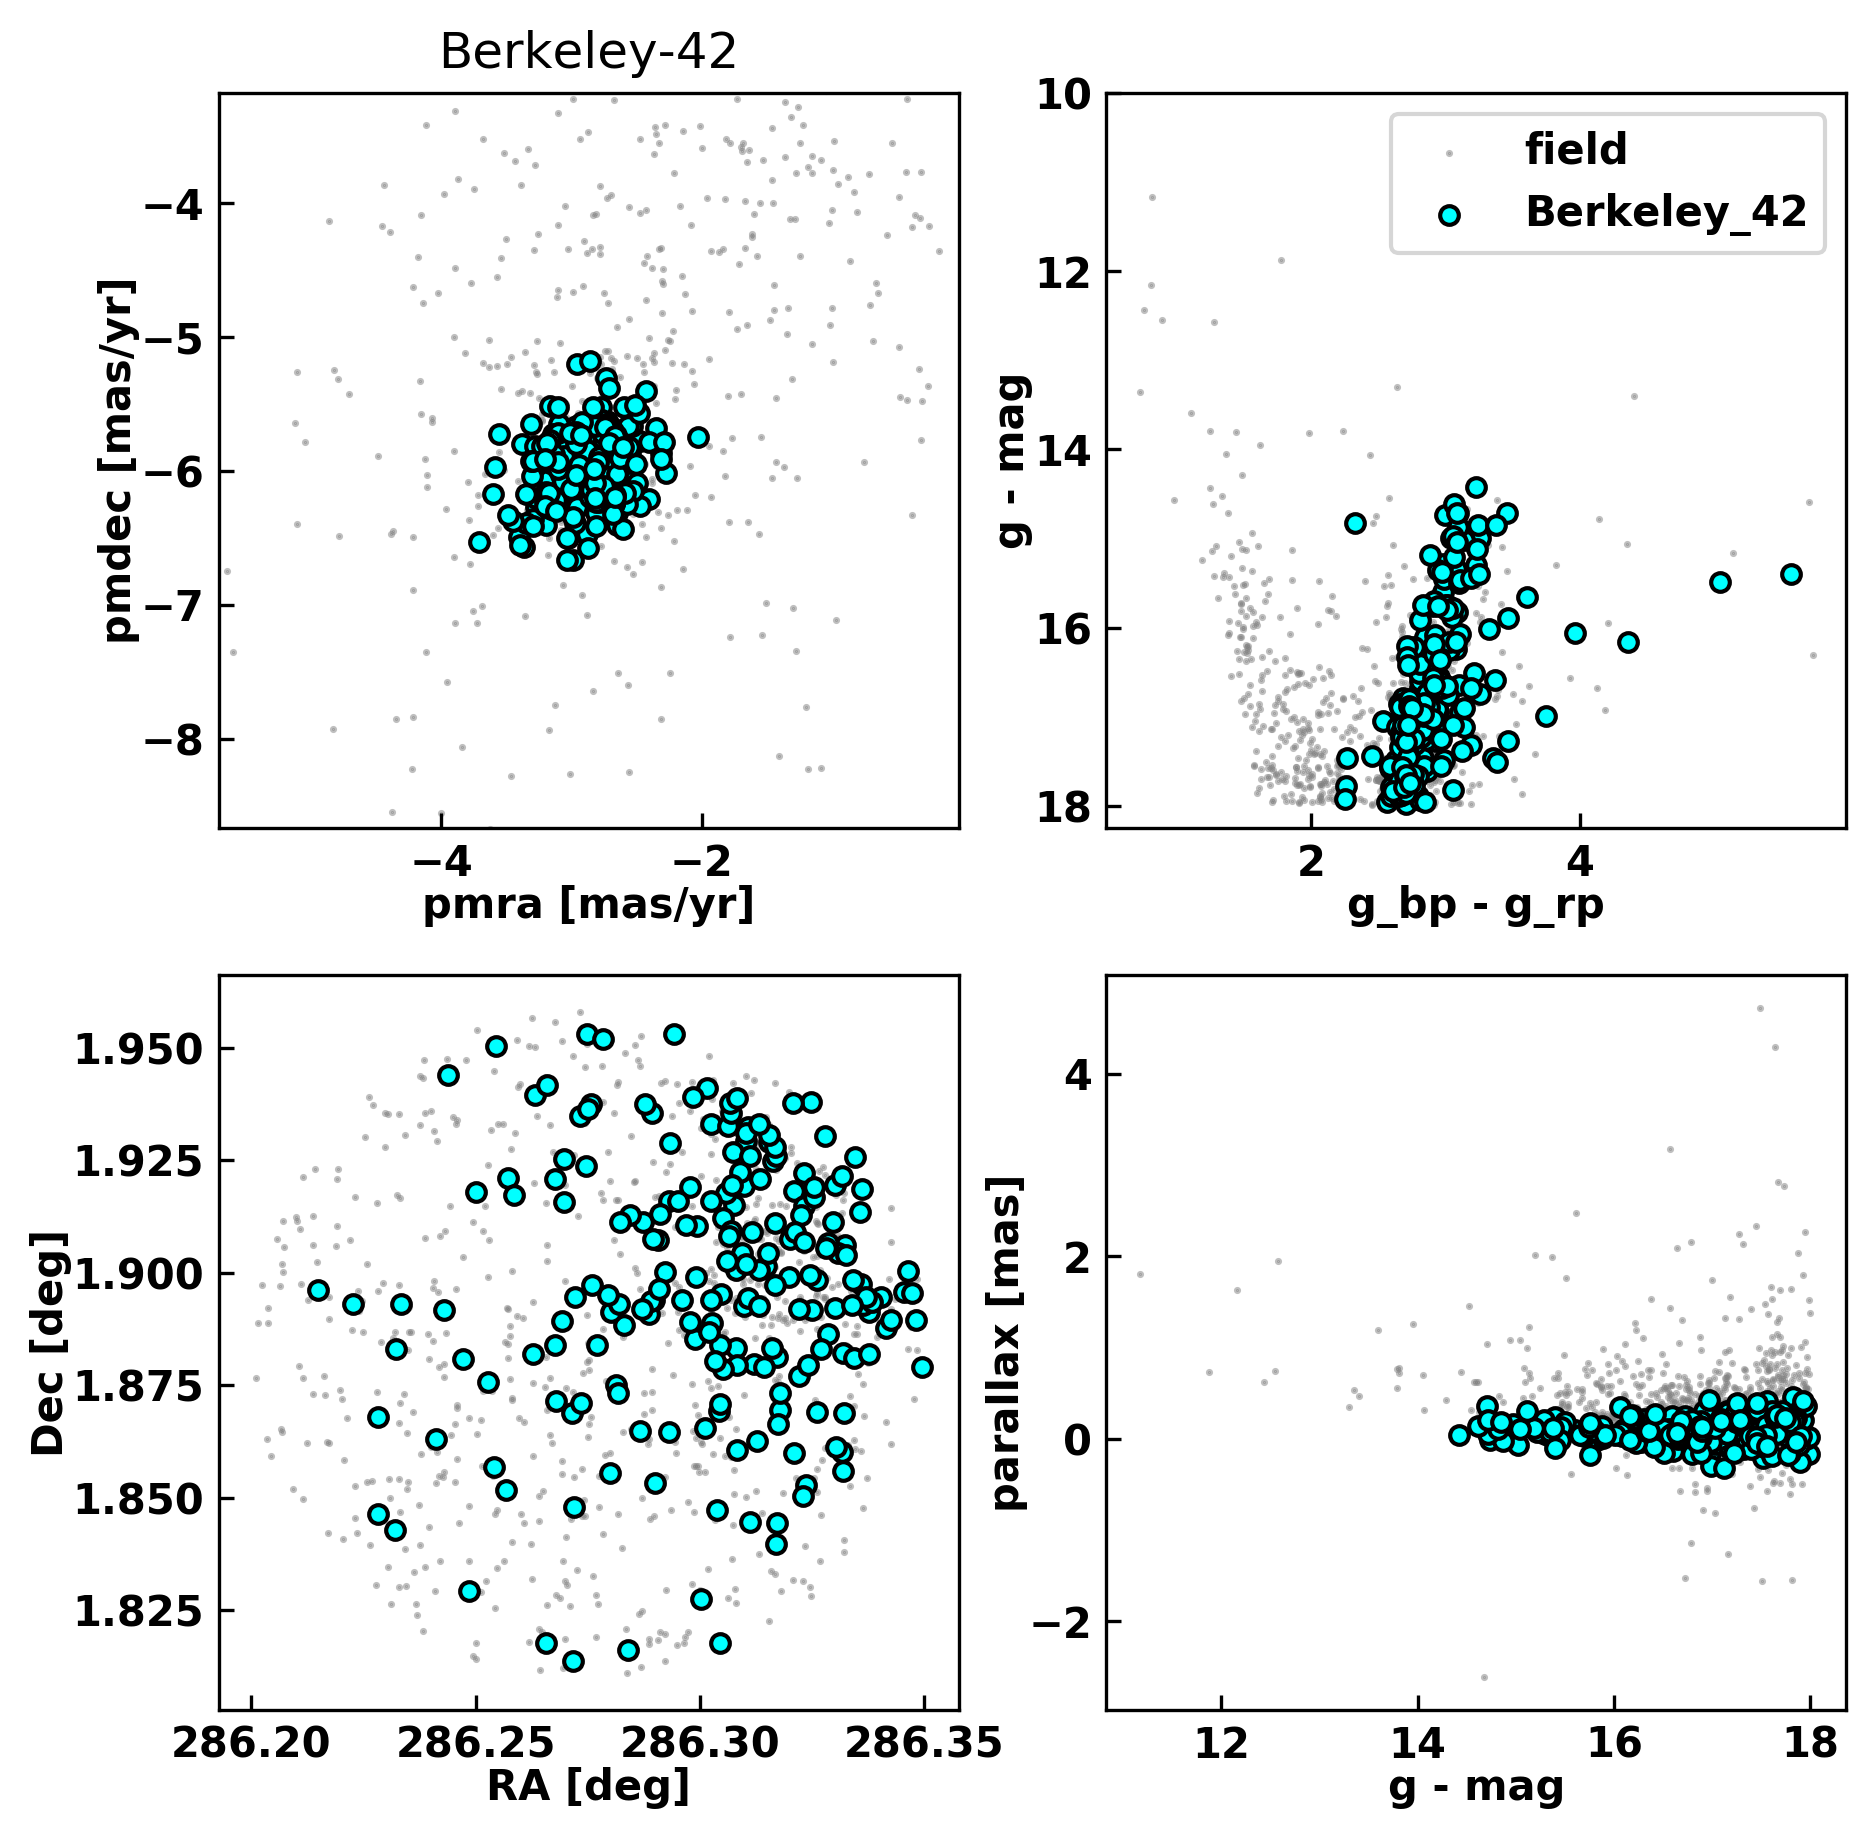 Berkeley-42
−4
−5
−6
−7
−8
pmdec [mas/yr]
−4
−2
pmra [mas/yr]
10
12
14
16
18
g - mag
field
Berkeley_42
2
4
g_bp - g_rp
1.950
1.925
1.900
1.875
1.850
1.825
Dec [deg]
286.20
286.25
286.30
286.35
RA [deg]
4
2
0
−2
parallax [mas]
12
14
16
18
g - mag